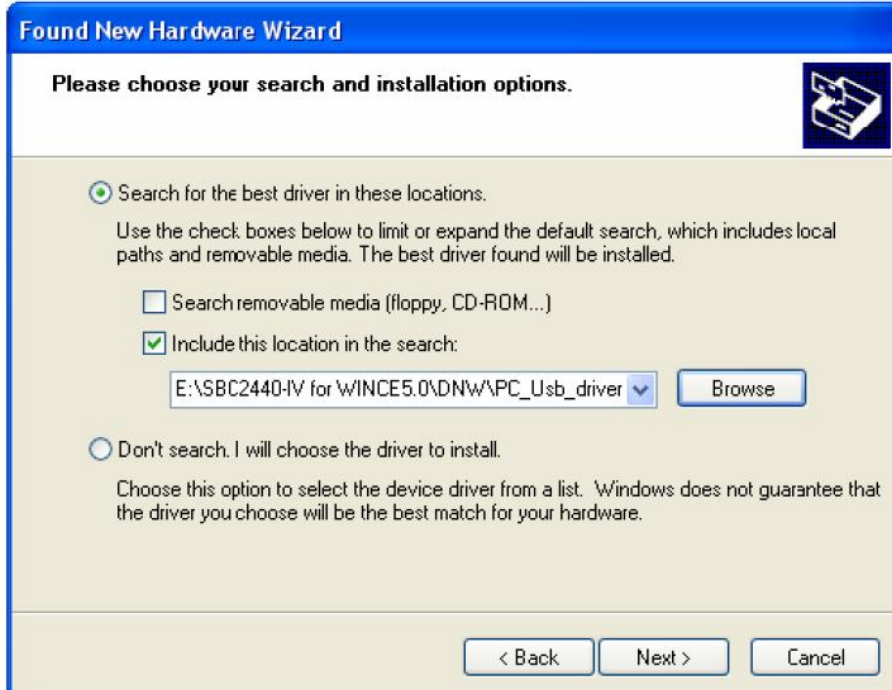 Found New Hardware Wizard
Please choose your search and installation options.
Search for the best driver in these locations.
Use the check boxes below to limit or expand the default search, which includes local
paths and removable media. The best driver found will be installed.
Search removable media (floppy, CD-ROM...)
Include this location in the search:
E:\SBC2440-IV for WINCE5.0\DNW\PC_Usb_driver
Browse
Don't search. I will choose the driver to install.
Choose this option to select the device driver from a list. Windows does not guarantee that
the driver you choose will be the best match for your hardware.
< Back
Next >
Cancel